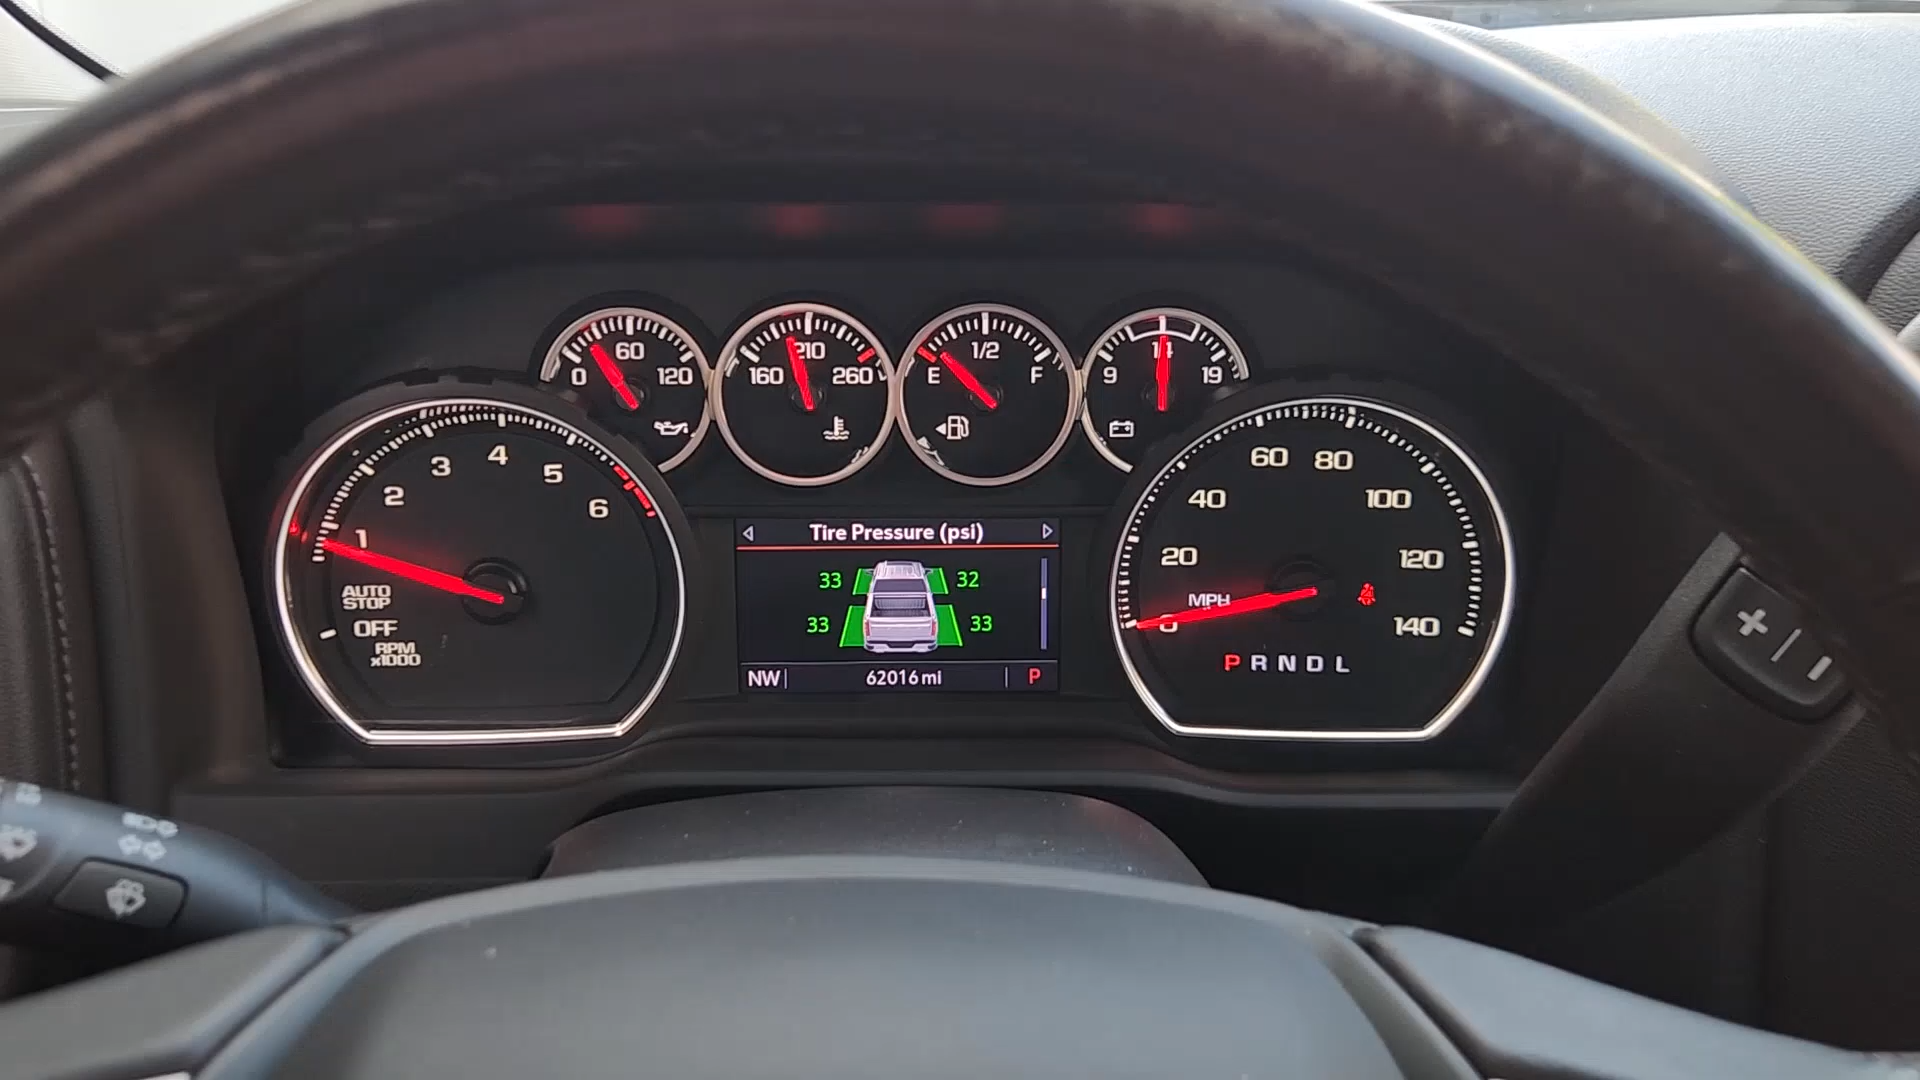 0 60 120
160 210 260
E 1/2 F
9 14 19
1 2 3 4 5 6
AUTO
STOP
OFF
RPM
x1000
Tire Pressure (psi)
33 32
33 33
NW 62016 mi P
0 20 40 60 80 100 120 140
MPH
P R N D L
+ -